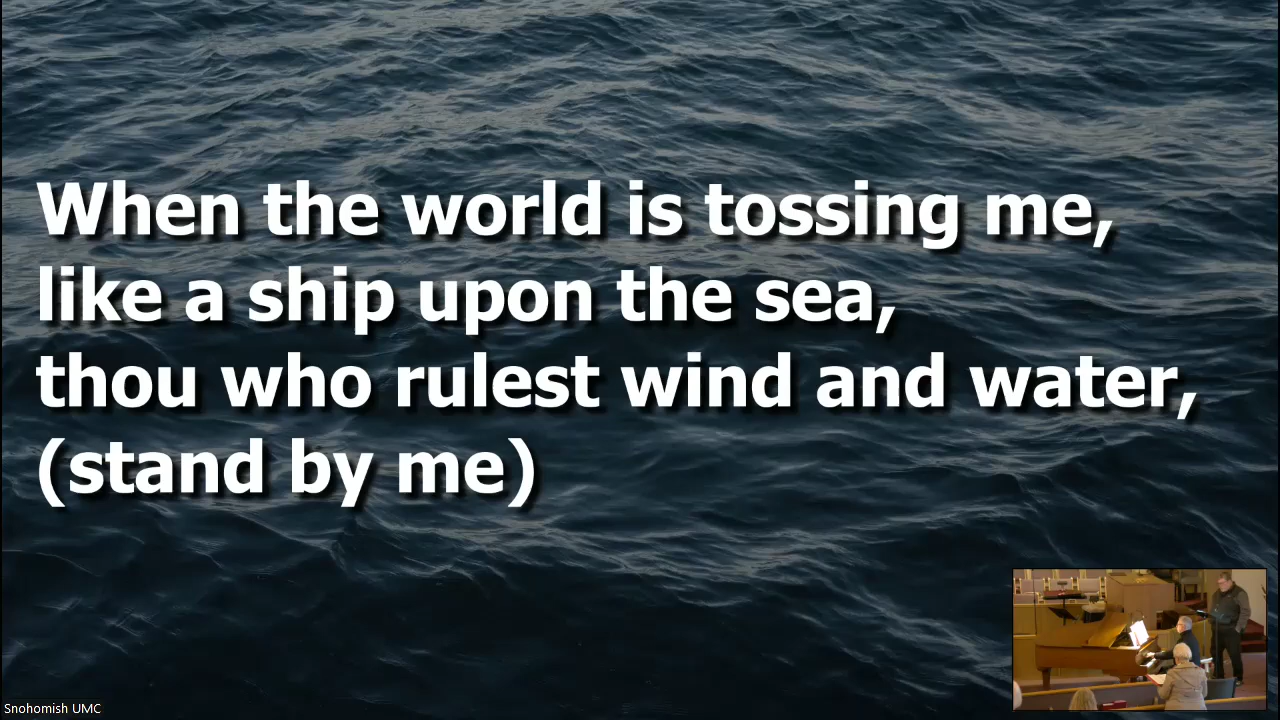 When the world is tossing me,
like a ship upon the sea,
thou who rulest wind and water,
(stand by me)
Snohomish UMC